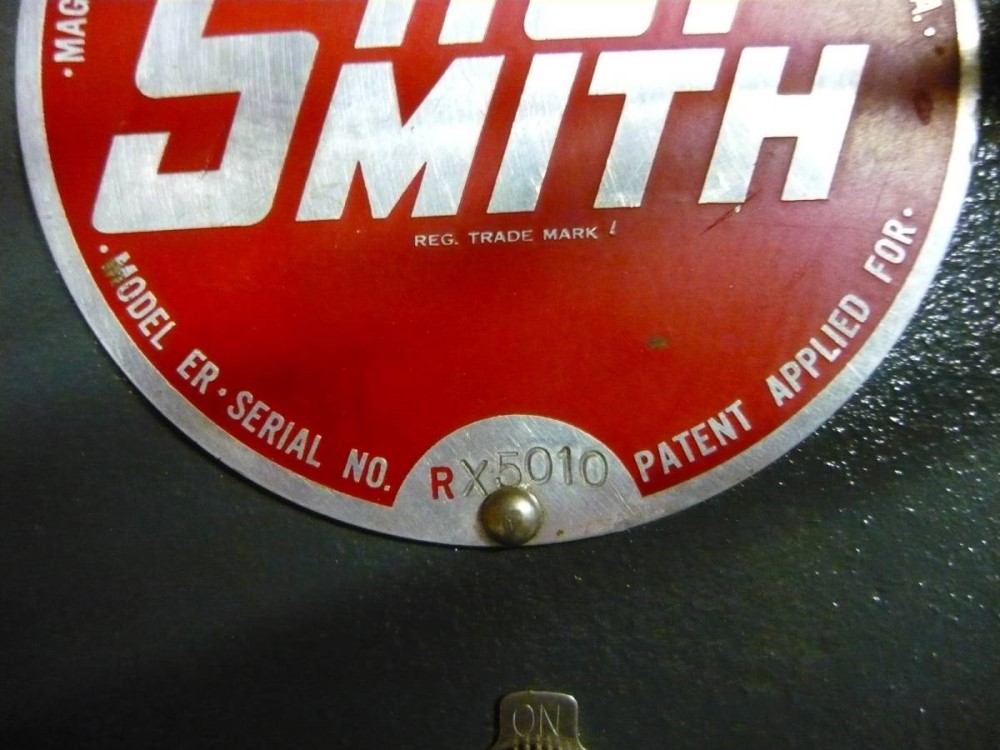 SMITH
REG. TRADE MARK
· MODEL ER · SERIAL NO. RX5010 PATENT APPLIED FOR ·
ON